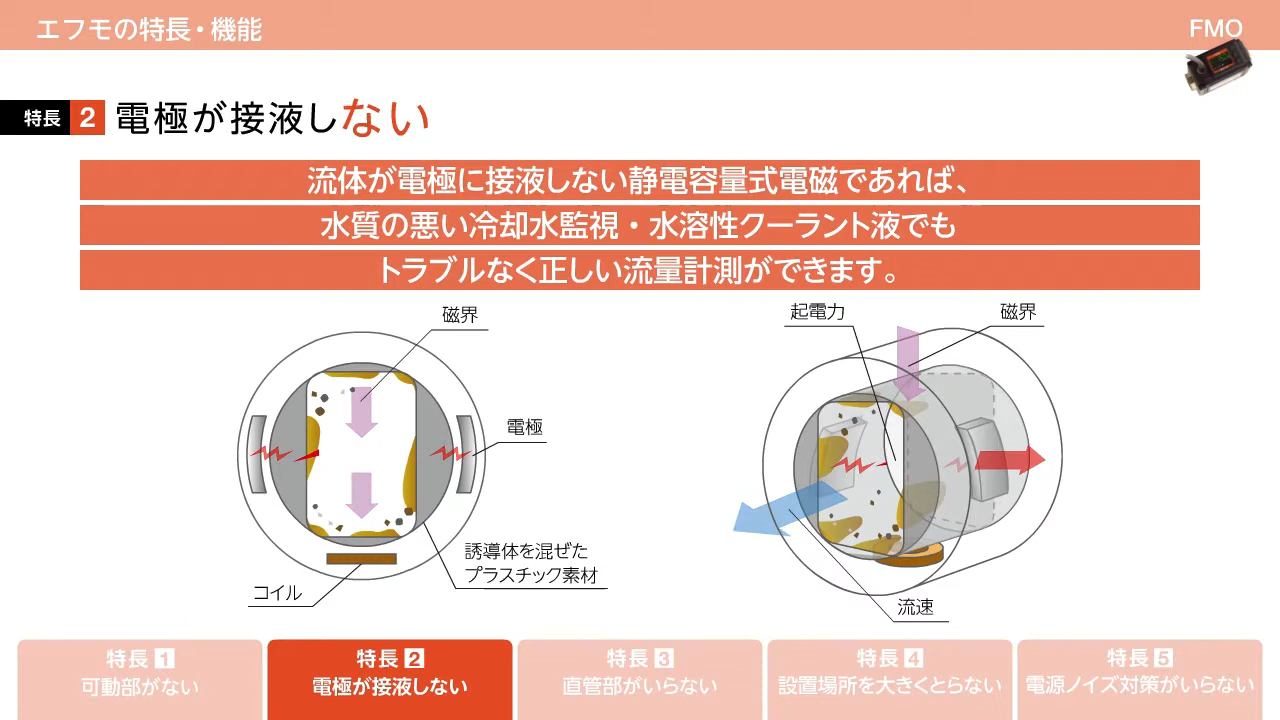 エフモの特長・機能
FMO
特長 2 電極が接液しない
流体が電極に接液しない静電容量式電磁であれば、
水質の悪い冷却水監視・水溶性クーラント液でも
トラブルなく正しい流量計測ができます。
磁界
電極
誘導体を混ぜた
プラスチック素材
コイル
起電力
磁界
流速
特長 1
可動部がない
特長 2
電極が接液しない
特長 3
直管部がいらない
特長 4
設置場所を大きくとらない
特長 5
電源ノイズ対策がいらない